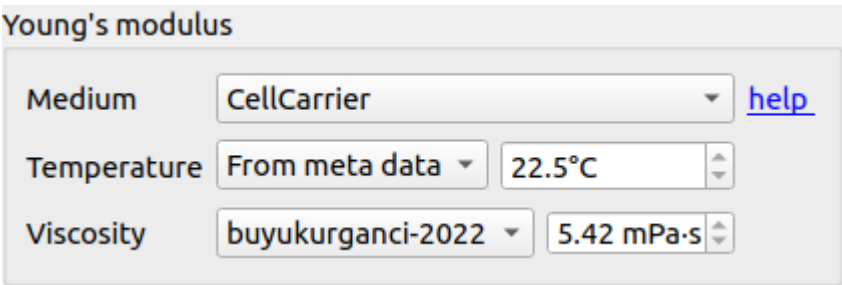 Young's modulus
Medium CellCarrier help
Temperature From meta data 22.5°C
Viscosity buyukurganci-2022 5.42 mPa·s